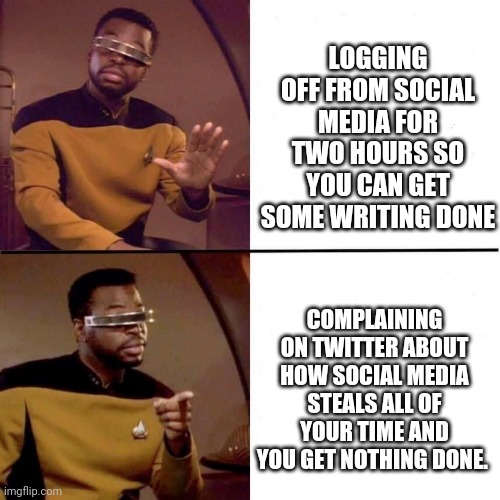 LOGGING
OFF FROM SOCIAL
MEDIA FOR
TWO HOURS SO
YOU CAN GET
SOME WRITING DONE
COMPLAINING
ON TWITTER ABOUT
HOW SOCIAL MEDIA
STEALS ALL OF
YOUR TIME AND
YOU GET NOTHING DONE.
imgflip.com